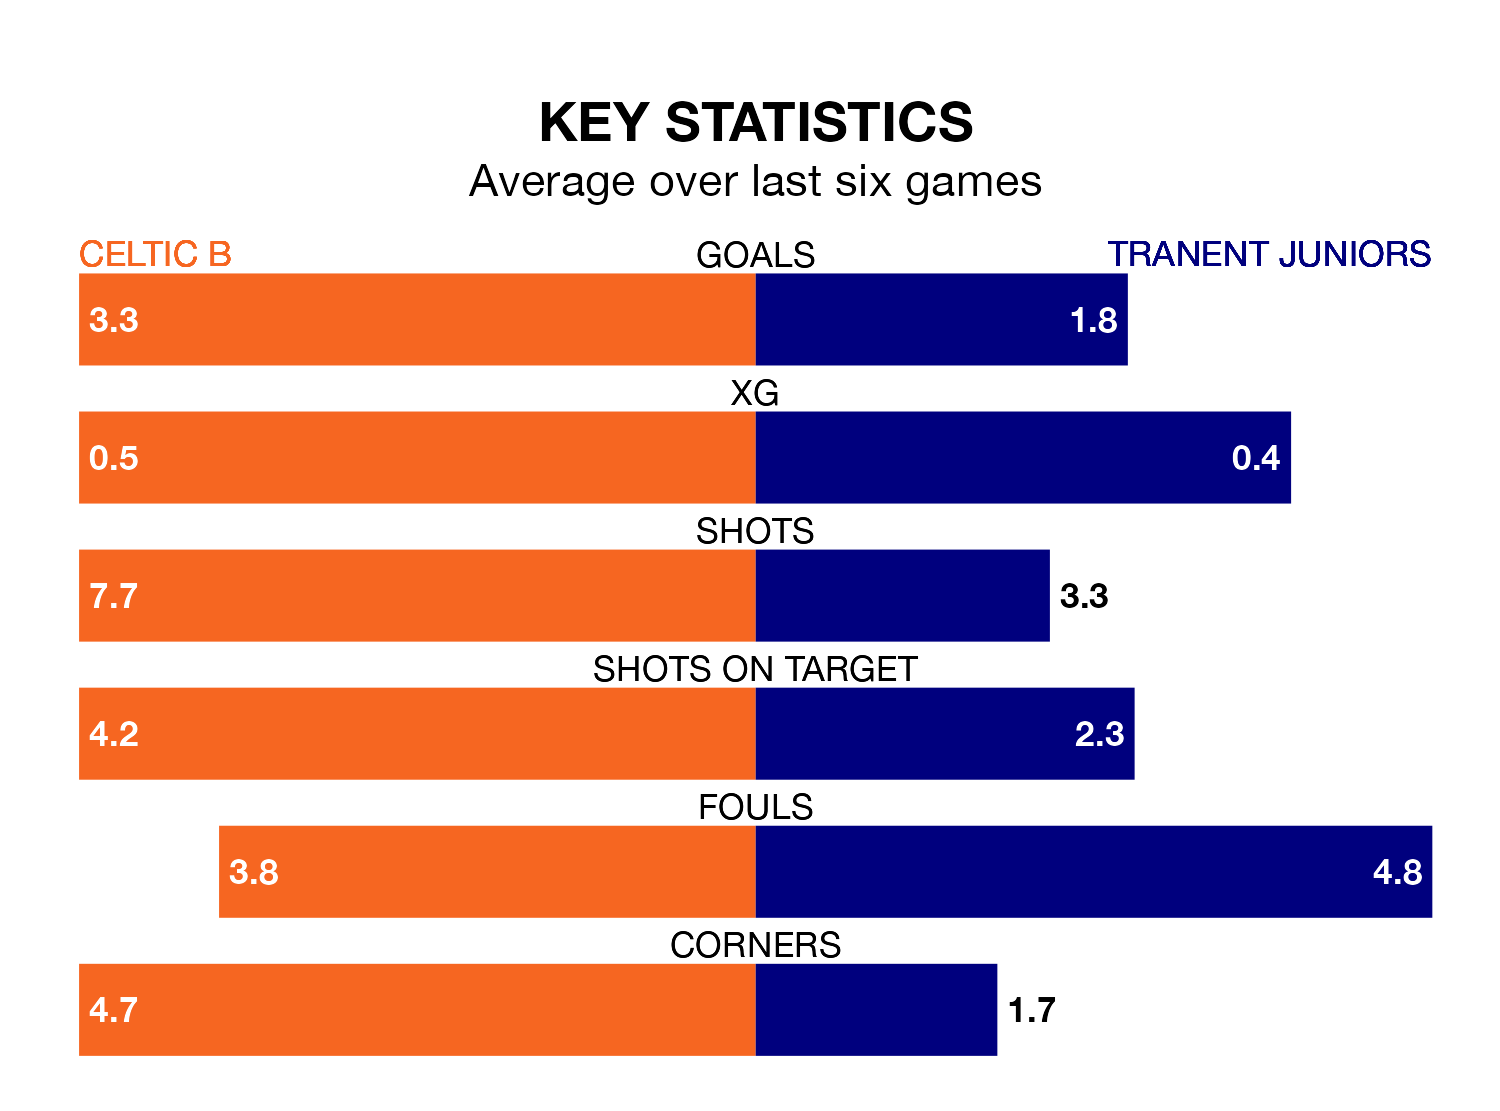 KEY STATISTICS
Average over last six games
CELTIC B GOALS TRANENT JUNIORS
3.3 1.8
XG
0.5 0.4
SHOTS
7.7 3.3
SHOTS ON TARGET
4.2 2.3
FOULS
3.8 4.8
CORNERS
4.7 1.7